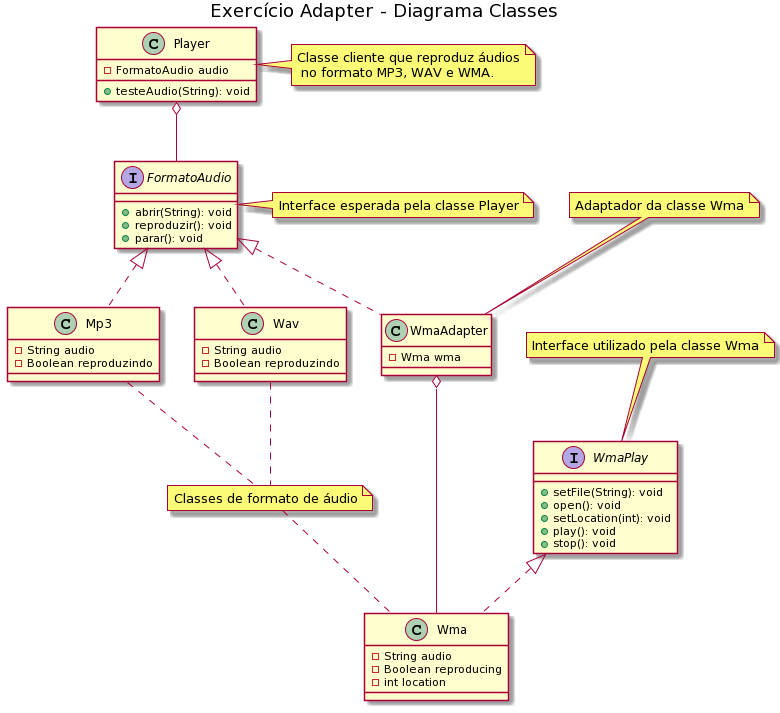 Exercício Adapter - Diagrama Classes
C Player
FormatoAudio audio
testeAudio(String): void
Classe cliente que reproduz áudios
no formato MP3, WAV e WMA.
I FormatoAudio
abrir(String): void
reproduzir(): void
parar(): void
Interface esperada pela classe Player
Adaptador da classe Wma
C Mp3
String audio
Boolean reproduzindo
C Wav
String audio
Boolean reproduzindo
C WmaAdapter
Wma wma
Interface utilizado pela classe Wma
I WmaPlay
setFile(String): void
open(): void
setLocation(int): void
play(): void
stop(): void
Classes de formato de áudio
C Wma
String audio
Boolean reproducing
int location